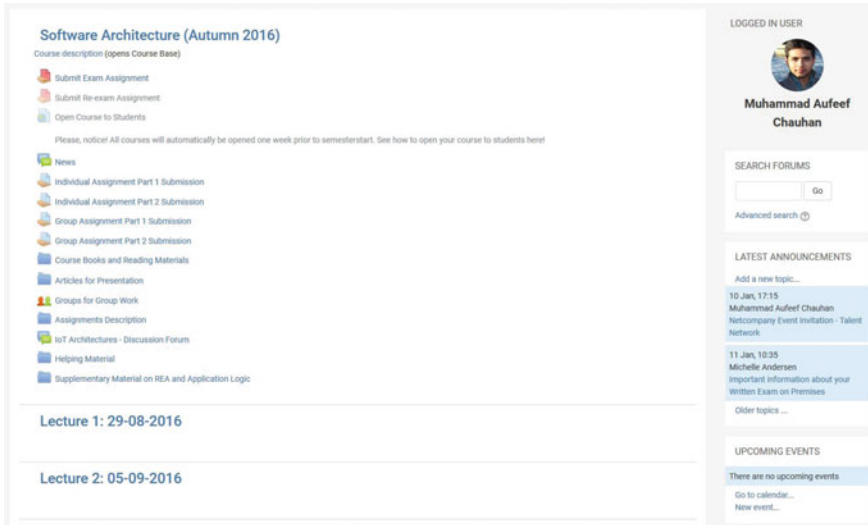 Software Architecture (Autumn 2016)
Course description (opens Course Base)
Submit Exam Assignment
Submit Re-exam Assignment
Open Course to Students
Please, notice! All courses will automatically be opened one week prior to semesterstart. See how to open your course to students here!
News
Individual Assignment Part 1 Submission
Individual Assignment Part 2 Submission
Group Assignment Part 1 Submission
Group Assignment Part 2 Submission
Course Books and Reading Materials
Articles for Presentation
Groups for Group Work
Assignments Description
IoT Architectures - Discussion Forum
Helping Material
Supplementary Material on REA and Application Logic
Lecture 1: 29-08-2016
Lecture 2: 05-09-2016
LOGGED IN USER
Muhammad Aufeef
Chauhan
SEARCH FORUMS
Go
Advanced search ?
LATEST ANNOUNCEMENTS
Add a new topic...
10 Jan, 17:15
Muhammad Aufeef Chauhan
Netcompany Event Invitation - Talent
Network
11 Jan, 10:35
Michelle Andersen
Important information about your
Written Exam on Premises
Older topics ...
UPCOMING EVENTS
There are no upcoming events
Go to calendar...
New event...